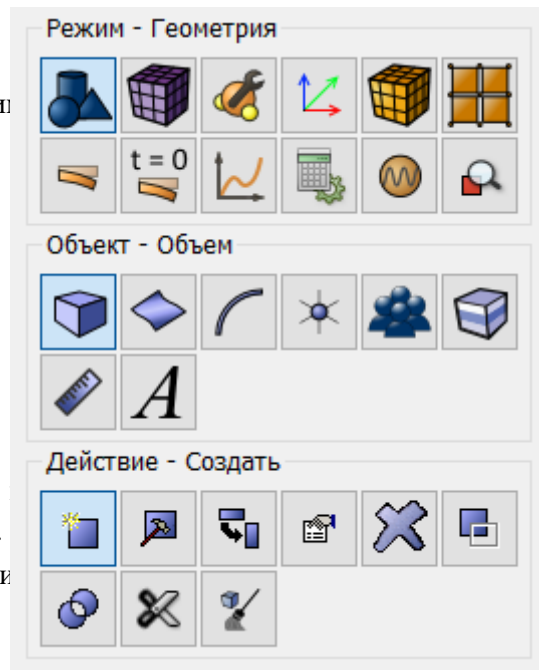 Режим - Геометрия
t = 0
Объект - Объем
A
Действие - Создать